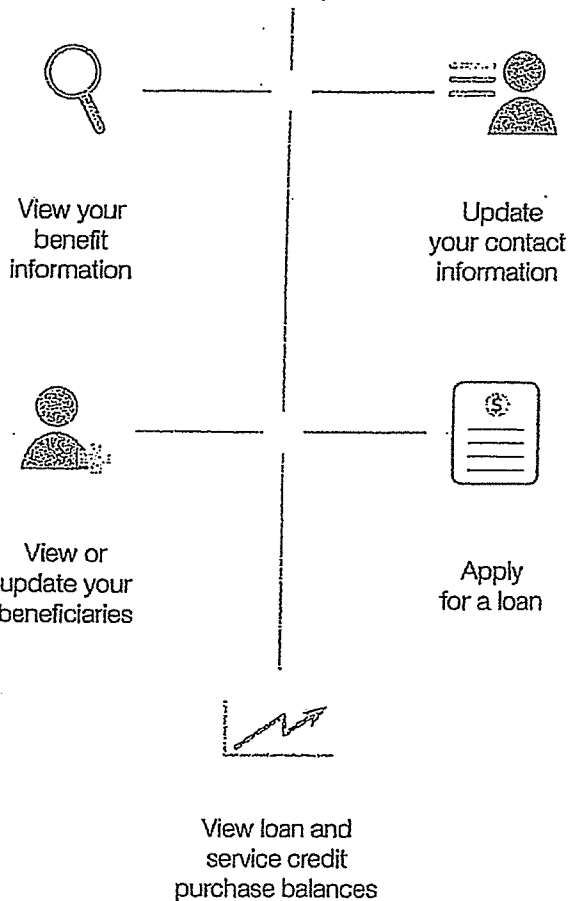 View your
benefit
information
Update
your contact
information
View or
update your
beneficiaries
$
Apply
for a loan
View loan and
service credit
purchase balances